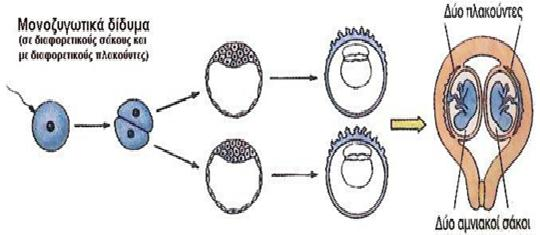 Μονοζυγωτικά δίδυμα
(σε διαφορετικούς σάκους και
με διαφορετικούς πλακούντες)
Δύο πλακούντες
Δύο αμνιακοί σάκοι